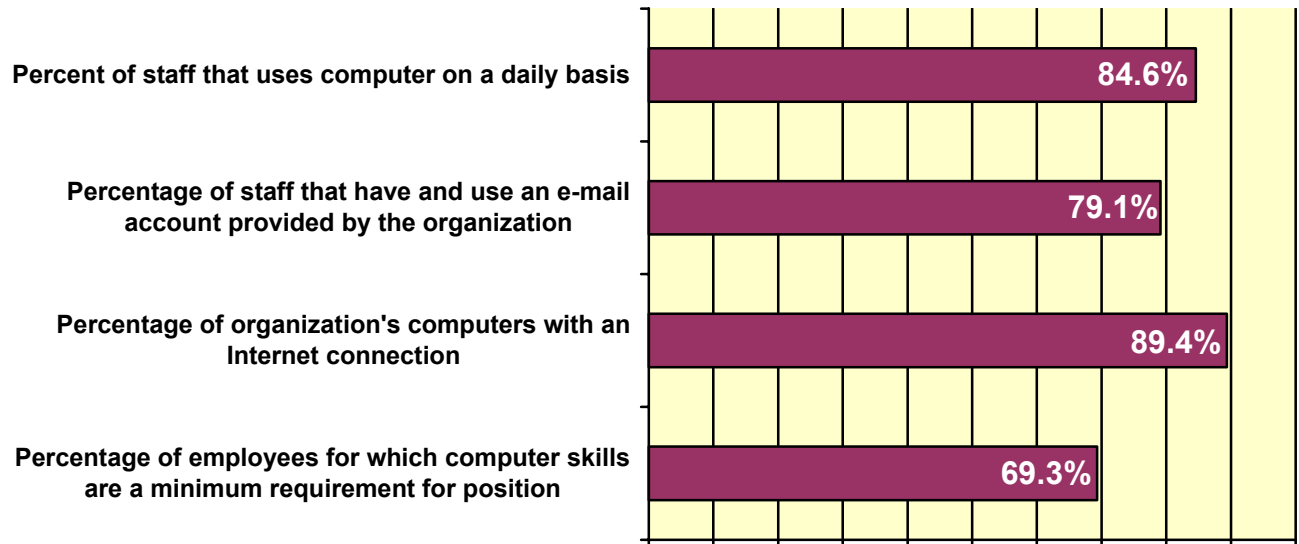 Percent of staff that uses computer on a daily basis
84.6%
Percentage of staff that have and use an e-mail
account provided by the organization
79.1%
Percentage of organization's computers with an
Internet connection
89.4%
Percentage of employees for which computer skills
are a minimum requirement for position
69.3%